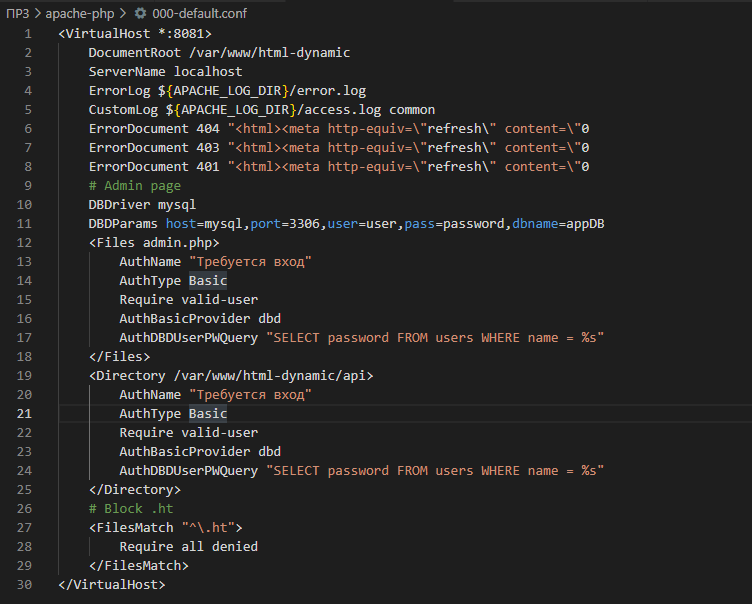 ПР3 > apache-php > 000-default.conf
1 <VirtualHost *:8081>
2 DocumentRoot /var/www/html-dynamic
3 ServerName localhost
4 ErrorLog ${APACHE_LOG_DIR}/error.log
5 CustomLog ${APACHE_LOG_DIR}/access.log common
6 ErrorDocument 404 "<html><meta http-equiv=\"refresh\" content=\"0
7 ErrorDocument 403 "<html><meta http-equiv=\"refresh\" content=\"0
8 ErrorDocument 401 "<html><meta http-equiv=\"refresh\" content=\"0
9 # Admin page
10 DBDriver mysql
11 DBDParams host=mysql,port=3306,user=user,pass=password,dbname=appDB
12 <Files admin.php>
13 AuthName "Требуется вход"
14 AuthType Basic
15 Require valid-user
16 AuthBasicProvider dbd
17 AuthDBDUserPWQuery "SELECT password FROM users WHERE name = %s"
18 </Files>
19 <Directory /var/www/html-dynamic/api>
20 AuthName "Требуется вход"
21 AuthType Basic
22 Require valid-user
23 AuthBasicProvider dbd
24 AuthDBDUserPWQuery "SELECT password FROM users WHERE name = %s"
25 </Directory>
26 # Block .ht
27 <FilesMatch "^\.ht">
28 Require all denied
29 </FilesMatch>
30 </VirtualHost>